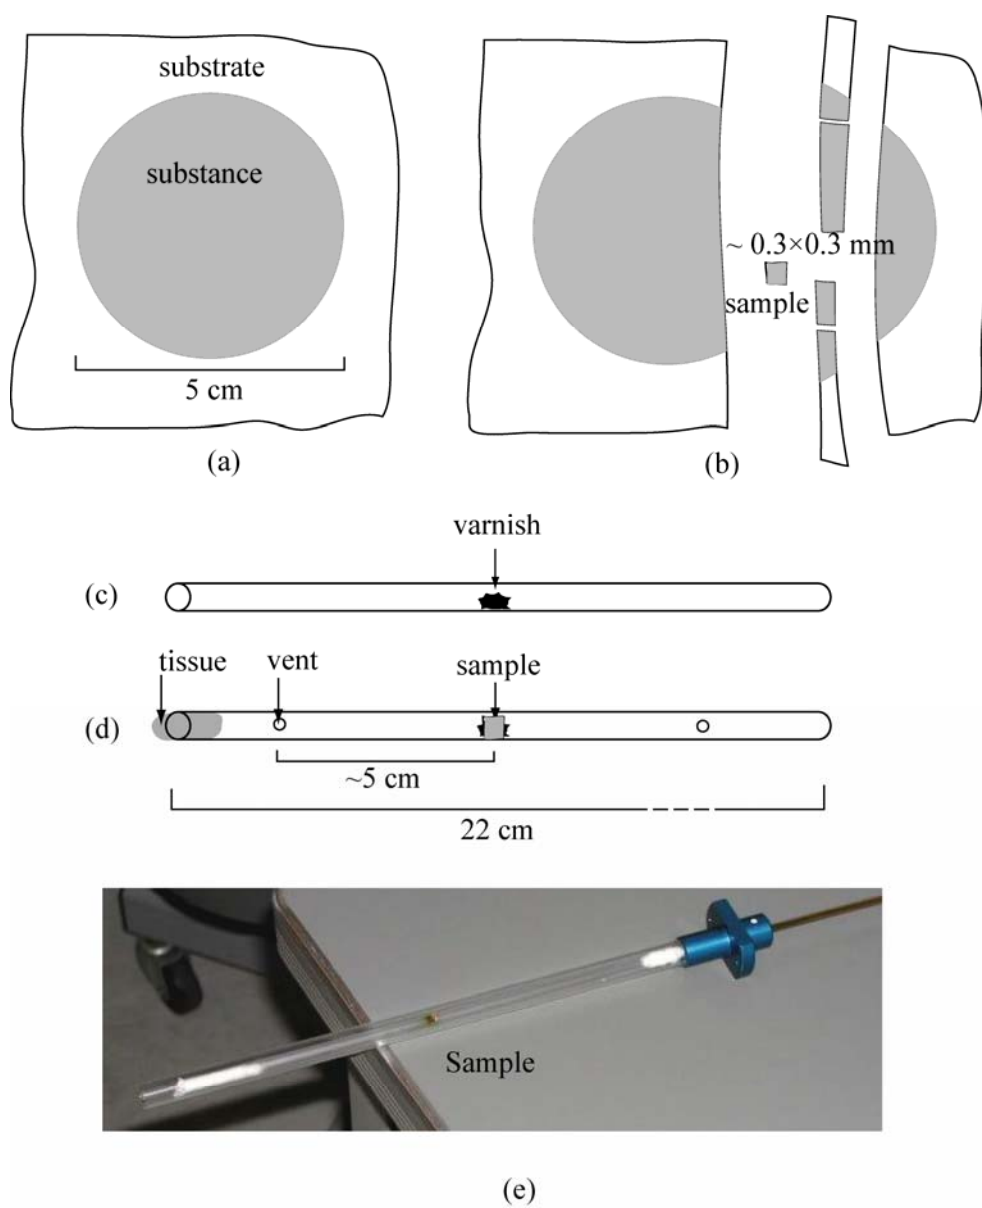 substrate
substance
5 cm
(a)
~ 0.3×0.3 mm
sample
(b)
varnish
(c)
tissue
vent
sample
(d)
~5 cm
22 cm
Sample
(e)